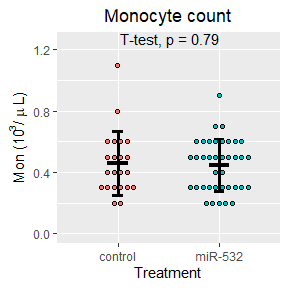 Monocyte count
T-test, p = 0.79
1.2
0.8
0.4
0.0
Mon (10³/ μ L)
control miR-532
Treatment